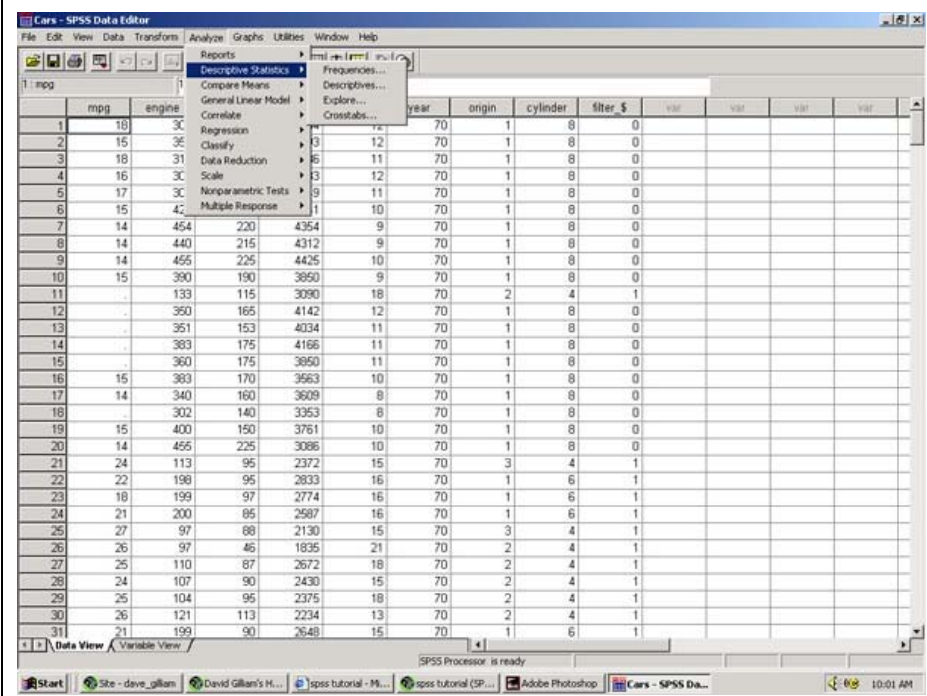 Cars - SPSS Data Editor
File Edit View Data Transform Analyze Graphs Utilities Window Help
Reports
Descriptive Statistics
Compare Means
General Linear Model
Correlate
Regression
Classify
Data Reduction
Scale
Nonparametric Tests
Multiple Response
Frequencies...
Descriptives...
Explore...
Crosstabs...
1 : mpg
mpg engine year origin cylinder filter_$ var var var var
1 18 30 12 70 1 8 0
2 15 35 12 70 1 8 0
3 18 31 11 70 1 8 0
4 16 30 12 70 1 8 0
5 17 30 11 70 1 8 0
6 15 42 10 70 1 8 0
7 14 454 220 4354 9 70 1 8 0
8 14 440 215 4312 9 70 1 8 0
9 14 455 225 4425 10 70 1 8 0
10 15 390 190 3850 9 70 1 8 0
11 . 133 115 3090 18 70 2 4 1
12 . 350 165 4142 12 70 1 8 0
13 . 351 153 4034 11 70 1 8 0
14 . 383 175 4166 11 70 1 8 0
15 . 360 175 3850 11 70 1 8 0
16 15 383 170 3563 10 70 1 8 0
17 14 340 160 3609 8 70 1 8 0
18 . 302 140 3353 8 70 1 8 0
19 15 400 150 3761 10 70 1 8 0
20 14 455 225 3086 10 70 1 8 0
21 24 113 95 2372 15 70 3 4 1
22 22 198 95 2833 16 70 1 6 1
23 18 199 97 2774 16 70 1 6 1
24 21 200 85 2587 16 70 1 6 1
25 27 97 88 2130 15 70 3 4 1
26 26 97 46 1835 21 70 2 4 1
27 25 110 87 2672 18 70 2 4 1
28 24 107 90 2430 15 70 2 4 1
29 25 104 95 2375 18 70 2 4 1
30 26 121 113 2234 13 70 2 4 1
31 21 199 90 2648 15 70 1 6 1
Data View Variable View
SPSS Processor is ready
Start Site - dave_gilliam David Gilliam's H... spss tutorial - Mi... spss tutorial (SP... Adobe Photoshop Cars - SPSS Da... 10:01 AM